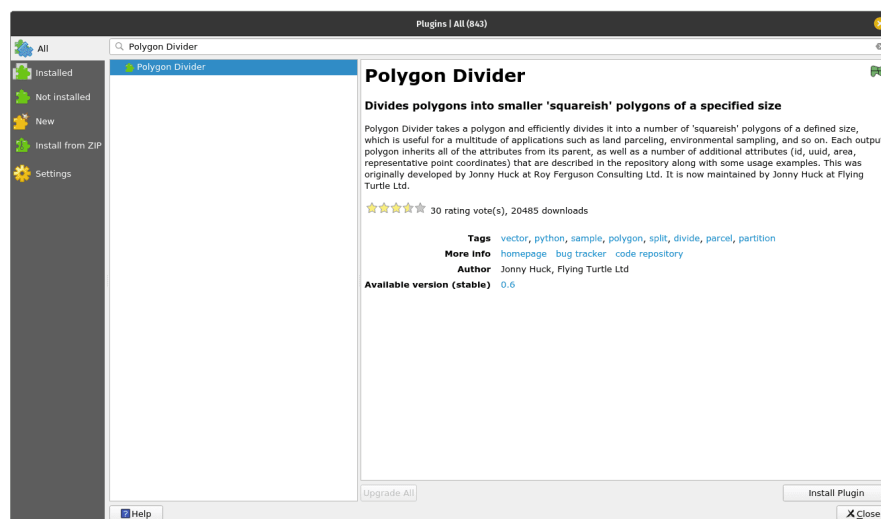 Plugins | All (843)
All
Polygon Divider
Installed
Not installed
New
Install from ZIP
Settings
Polygon Divider
Polygon Divider
Divides polygons into smaller 'squareish' polygons of a specified size
Polygon Divider takes a polygon and efficiently divides it into a number of 'squareish' polygons of a defined size,
which is useful for a multitude of applications such as land parceling, environmental sampling, and so on. Each outpu
polygon inherits all of the attributes from its parent, as well as a number of additional attributes (id, uuid, area,
representative point coordinates) that are described in the repository along with some usage examples. This was
originally developed by Jonny Huck at Roy Ferguson Consulting Ltd. It is now maintained by Jonny Huck at Flying
Turtle Ltd.
30 rating vote(s), 20485 downloads
Tags vector, python, sample, polygon, split, divide, parcel, partition
More info homepage bug tracker code repository
Author Jonny Huck, Flying Turtle Ltd
Available version (stable) 0.6
Upgrade All
Install Plugin
Help
Close